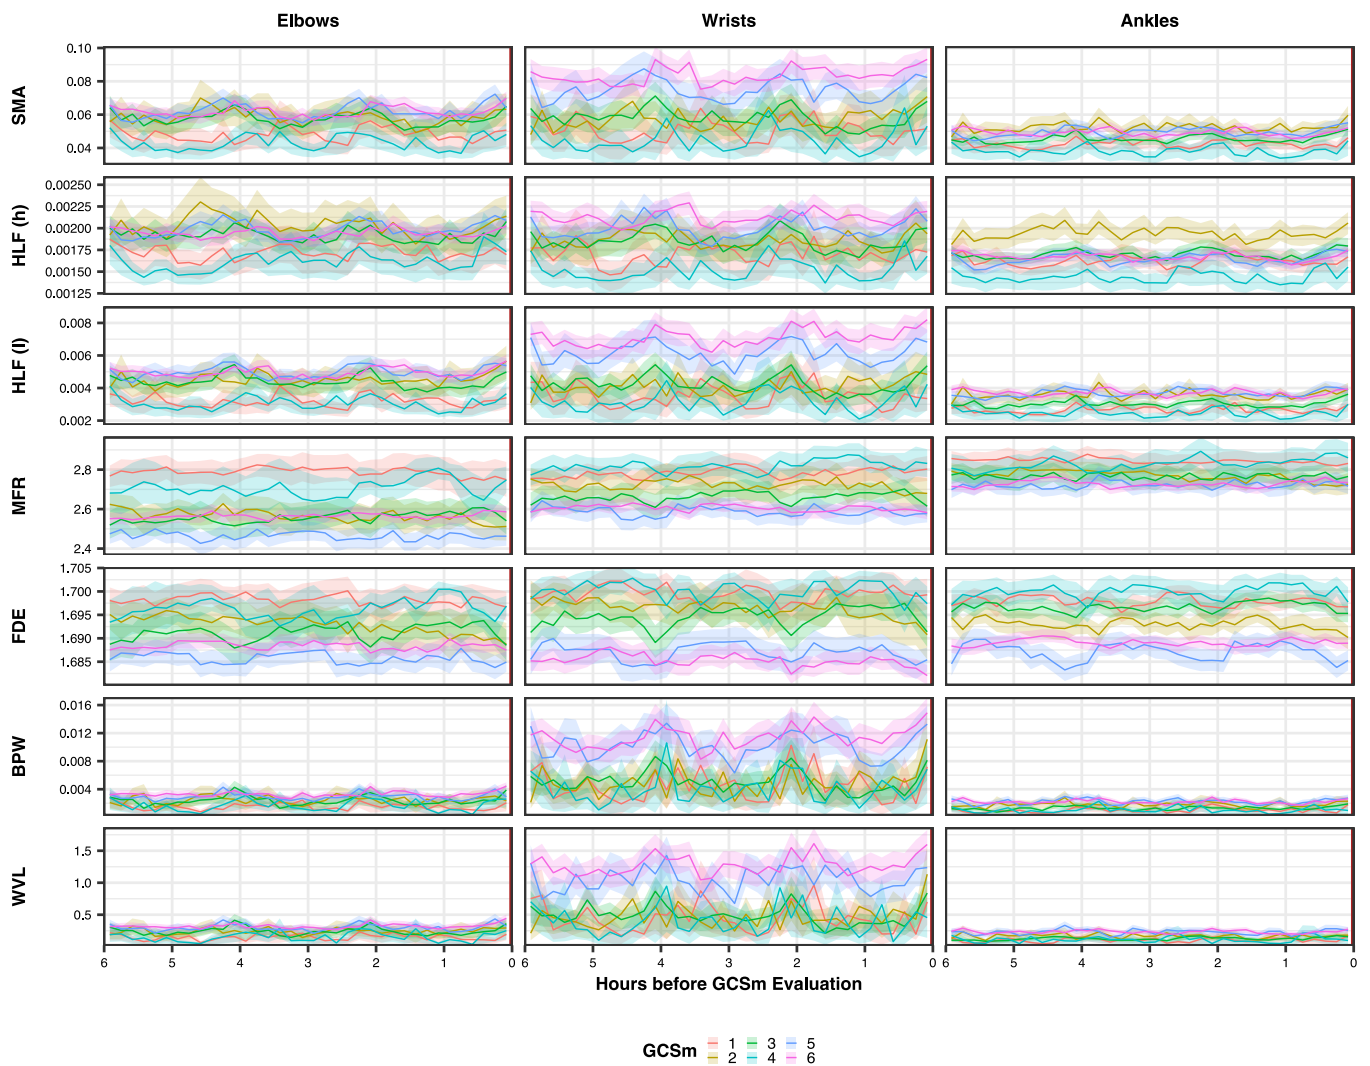 Elbows Wrists Ankles
SMA
0.10
0.08
0.06
0.04
HLF (h)
0.00250
0.00225
0.00200
0.00175
0.00150
0.00125
HLF (l)
0.008
0.006
0.004
0.002
MFR
2.8
2.6
2.4
FDE
1.705
1.700
1.695
1.690
1.685
BPW
0.016
0.012
0.008
0.004
WVL
1.5
1.0
0.5
6 5 4 3 2 1 0 6 5 4 3 2 1 0 6 5 4 3 2 1 0
Hours before GCSm Evaluation
GCSm 1 3 5
2 4 6